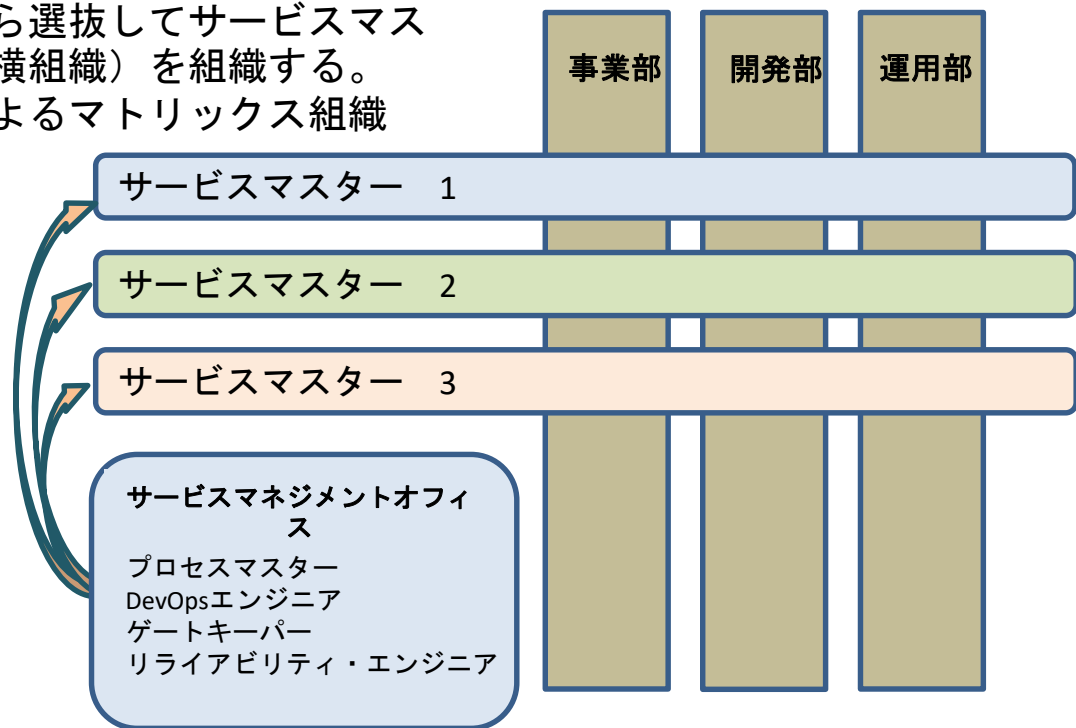 ら選抜してサービスマス
横組織）を組織する。
よるマトリックス組織
事業部
開発部
運用部
サービスマスター　1
サービスマスター　2
サービスマスター　3
サービスマネジメントオフィ
ス
プロセスマスター
DevOpsエンジニア
ゲートキーパー
リライアビリティ・エンジニア